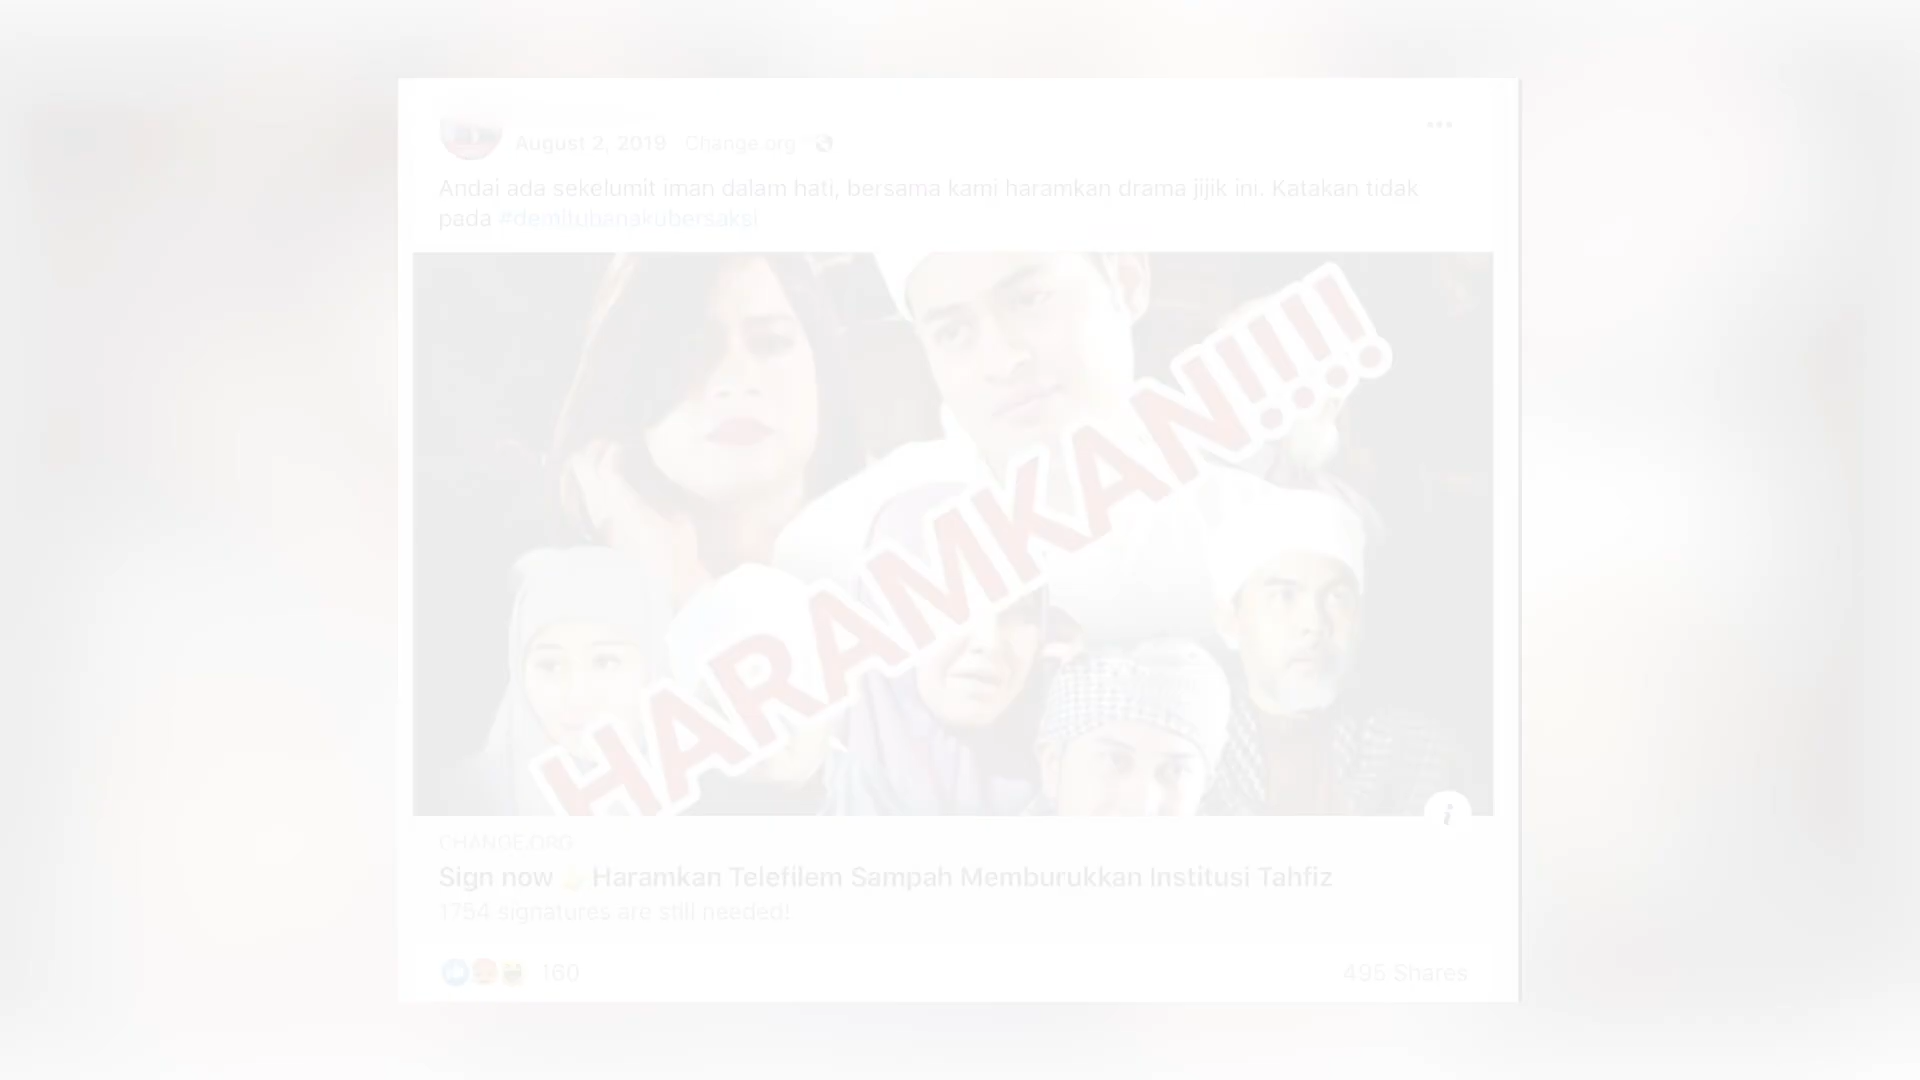 August 2, 2019 Change.org
Andai ada sekelumit iman dalam hati, bersama kami haramkan drama jijik ini. Katakan tidak
pada #demituhanakubersaksi
HARAMKAN!!!!
i
CHANGE.ORG
Sign now 👉 Haramkan Telefilem Sampah Memburukkan Institusi Tahfiz
1754 signatures are still needed!
160 495 Shares